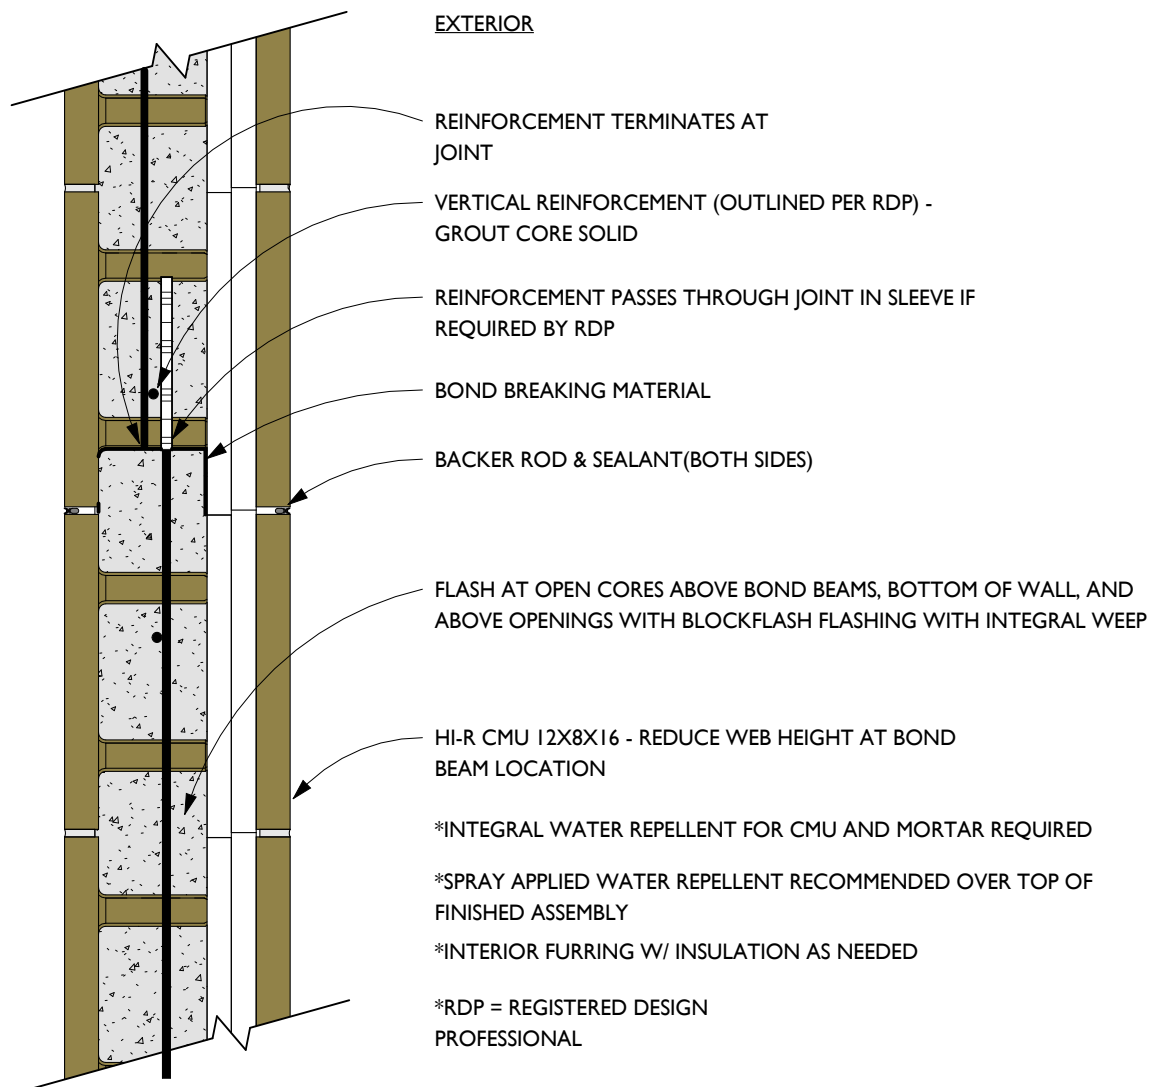 EXTERIOR
REINFORCEMENT TERMINATES AT
JOINT
VERTICAL REINFORCEMENT (OUTLINED PER RDP) -
GROUT CORE SOLID
REINFORCEMENT PASSES THROUGH JOINT IN SLEEVE IF
REQUIRED BY RDP
BOND BREAKING MATERIAL
BACKER ROD & SEALANT(BOTH SIDES)
FLASH AT OPEN CORES ABOVE BOND BEAMS, BOTTOM OF WALL, AND
ABOVE OPENINGS WITH BLOCKFLASH FLASHING WITH INTEGRAL WEEP
HI-R CMU 12X8X16 - REDUCE WEB HEIGHT AT BOND
BEAM LOCATION
*INTEGRAL WATER REPELLENT FOR CMU AND MORTAR REQUIRED
*SPRAY APPLIED WATER REPELLENT RECOMMENDED OVER TOP OF
FINISHED ASSEMBLY
*INTERIOR FURRING W/ INSULATION AS NEEDED
*RDP = REGISTERED DESIGN
PROFESSIONAL